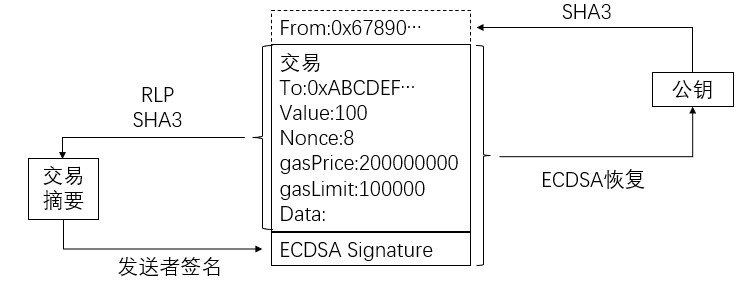 SHA3
From:0x67890···
交易
To:0xABCDEF···
Value:100
Nonce:8
gasPrice:200000000
gasLimit:100000
Data:
ECDSA Signature
RLP
SHA3
交易
摘要
发送者签名
公钥
ECDSA恢复